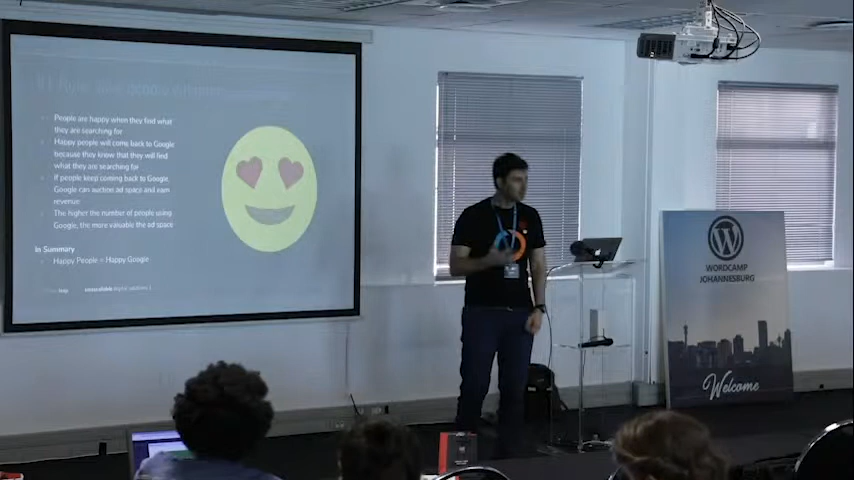 People are happy when they find what
they are searching for
Happy people will come back to Google
because they know that they will find
what they are searching for
If people keep coming back to Google,
Google can auction ad space and earn
revenue
The higher the number of people using
Google, the more valuable the ad space
In Summary
Happy People = Happy Google
digital solutions
WORDCAMP
JOHANNESBURG
Welcome